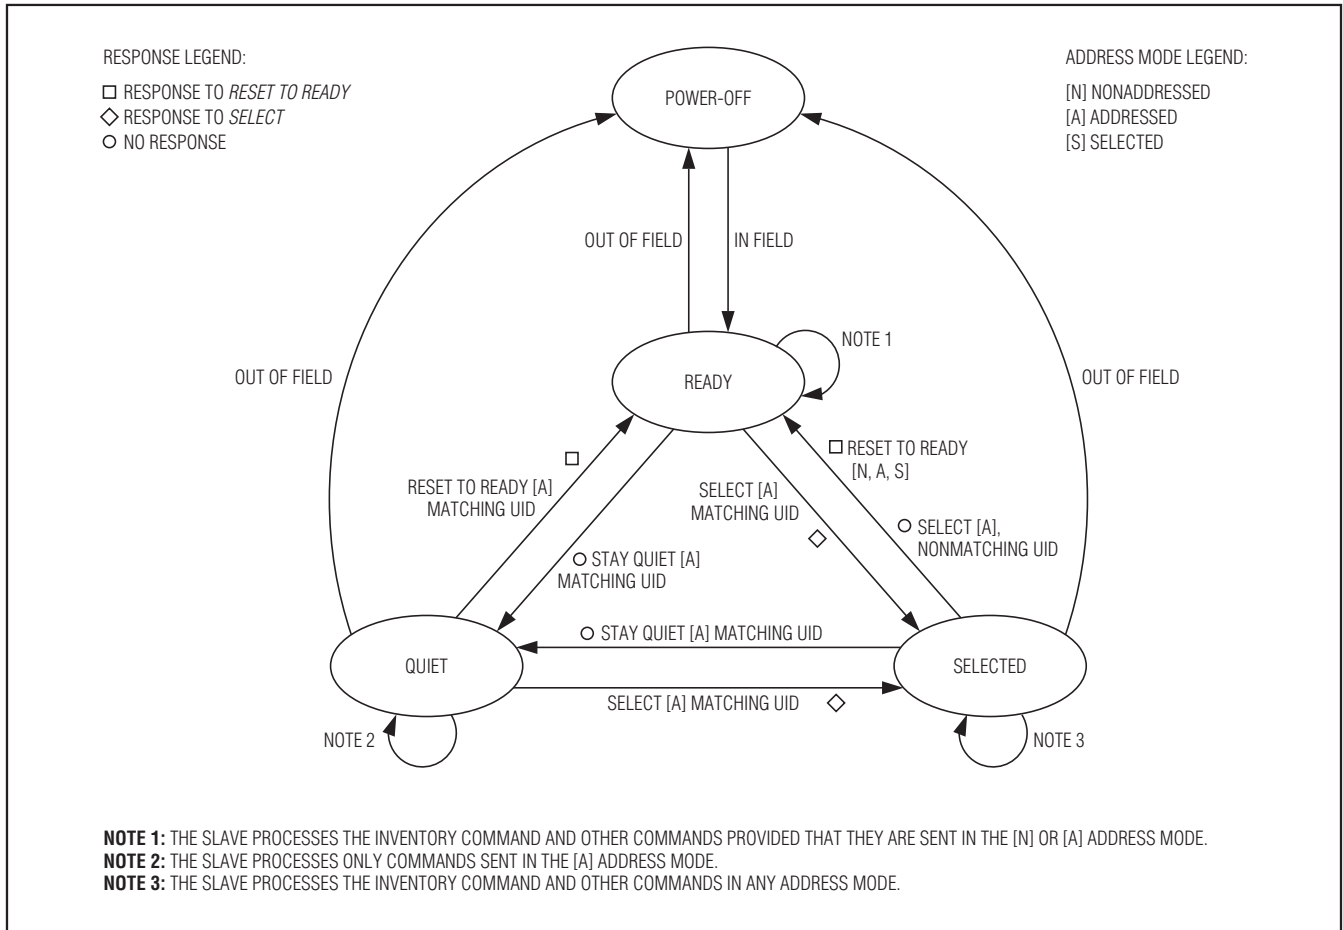 RESPONSE LEGEND:
RESPONSE TO RESET TO READY
RESPONSE TO SELECT
NO RESPONSE
ADDRESS MODE LEGEND:
[N] NONADDRESSED
[A] ADDRESSED
[S] SELECTED
POWER-OFF
OUT OF FIELD
IN FIELD
NOTE 1
READY
OUT OF FIELD
OUT OF FIELD
RESET TO READY [A]
MATCHING UID
STAY QUIET [A]
MATCHING UID
SELECT [A]
MATCHING UID
RESET TO READY
[N, A, S]
SELECT [A],
NONMATCHING UID
STAY QUIET [A] MATCHING UID
QUIET
SELECTED
SELECT [A] MATCHING UID
NOTE 2
NOTE 3
NOTE 1: THE SLAVE PROCESSES THE INVENTORY COMMAND AND OTHER COMMANDS PROVIDED THAT THEY ARE SENT IN THE [N] OR [A] ADDRESS MODE.
NOTE 2: THE SLAVE PROCESSES ONLY COMMANDS SENT IN THE [A] ADDRESS MODE.
NOTE 3: THE SLAVE PROCESSES THE INVENTORY COMMAND AND OTHER COMMANDS IN ANY ADDRESS MODE.